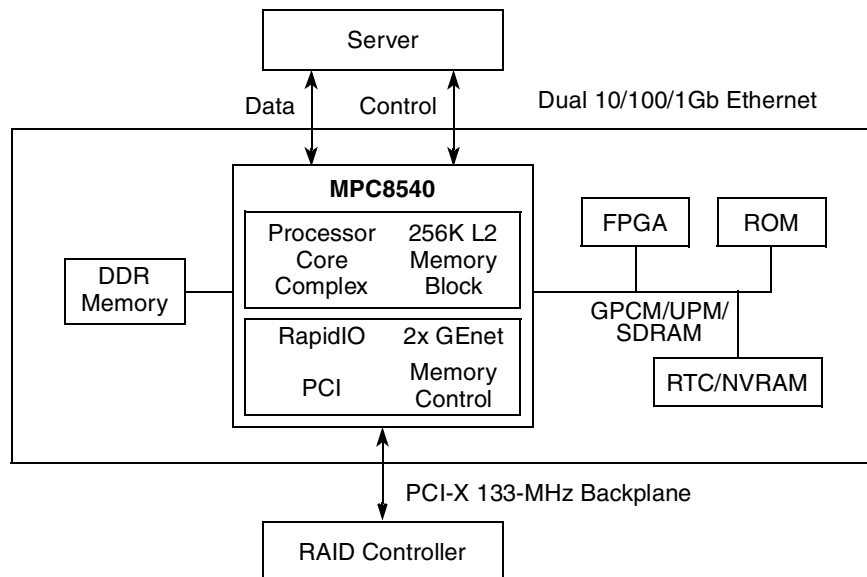 Server
Data
Control
Dual 10/100/1Gb Ethernet
MPC8540
Processor
Core
Complex
256K L2
Memory
Block
RapidIO
2x GEnet
PCI
Memory
Control
DDR
Memory
FPGA
ROM
GPCM/UPM/
SDRAM
RTC/NVRAM
PCI-X 133-MHz Backplane
RAID Controller